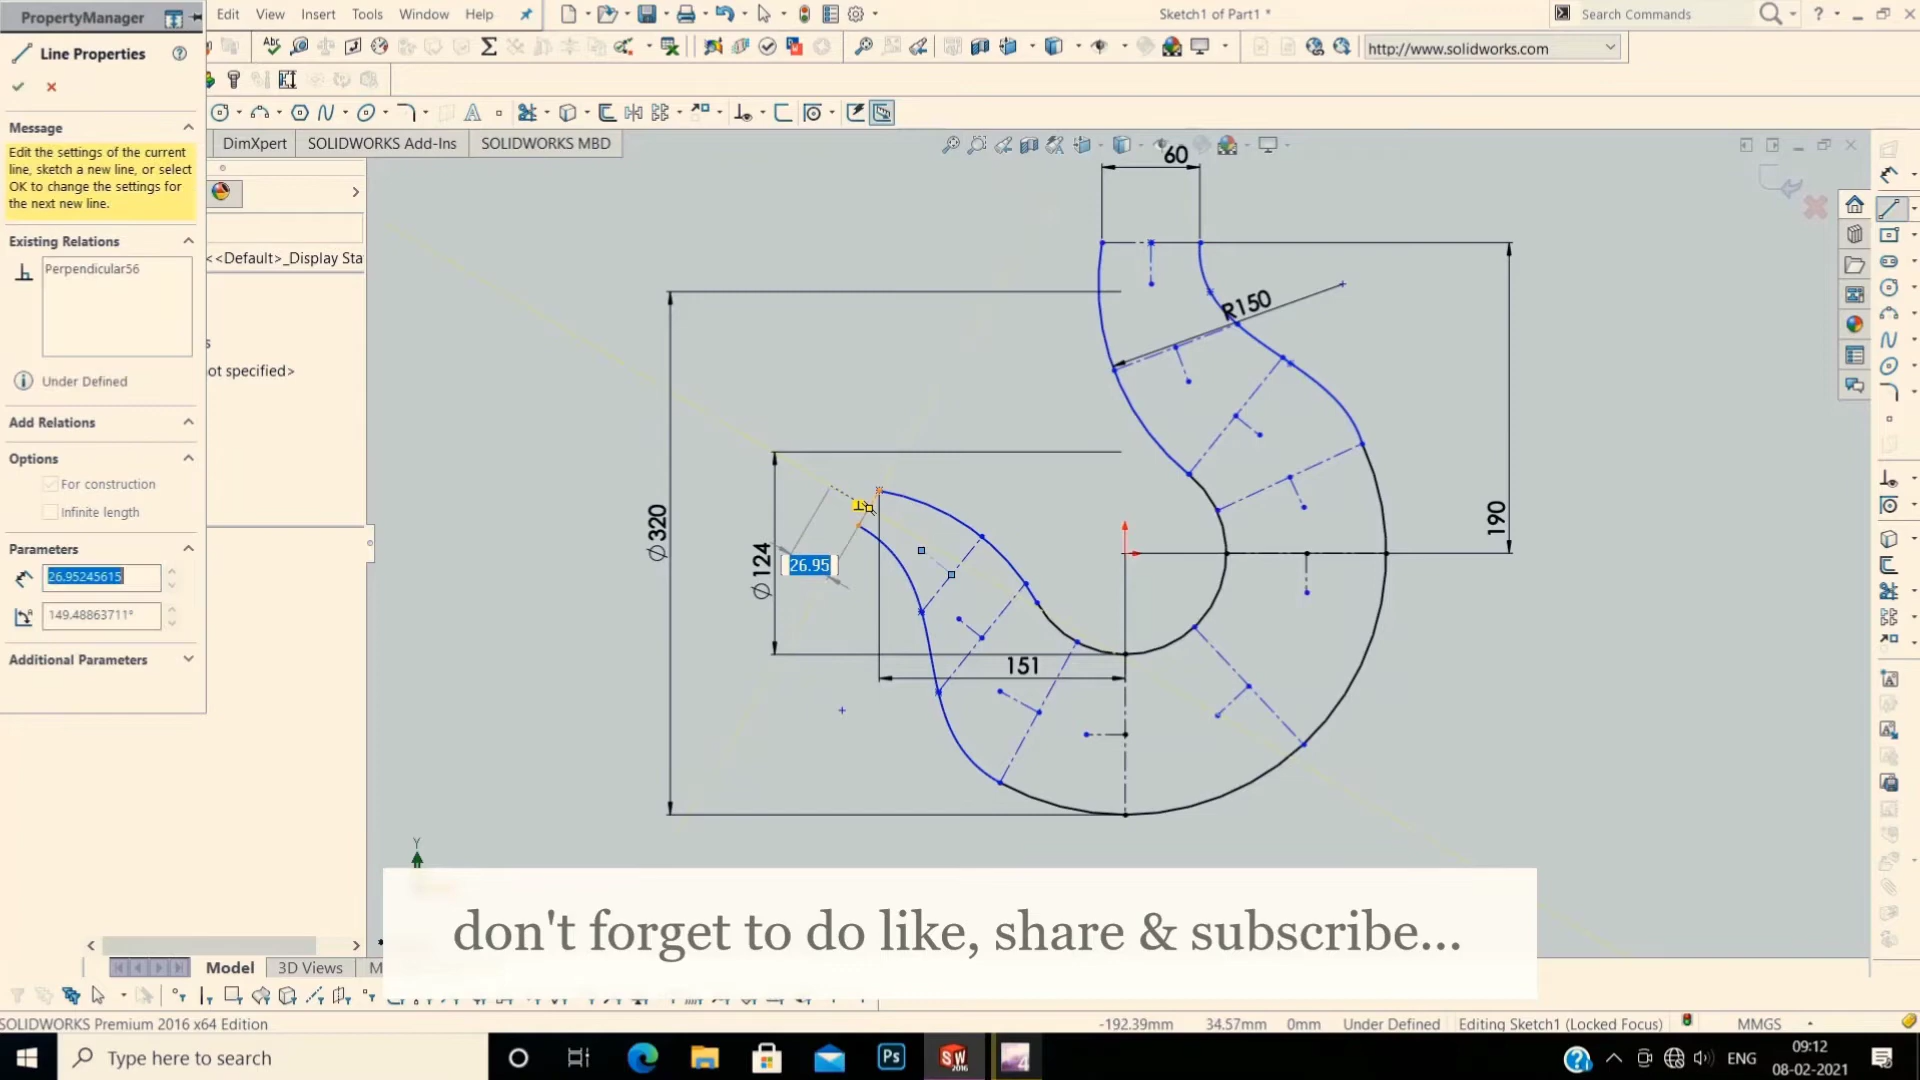 PropertyManager
Edit View Insert Tools Window Help
Sketch1 of Part1 *
Search Commands
Line Properties
http://www.solidworks.com
Message
Edit the settings of the current
line, sketch a new line, or select
OK to change the settings for
the next new line.
DimXpert
SOLIDWORKS Add-Ins
SOLIDWORKS MBD
Existing Relations
Perpendicular56
<<Default>_Display Sta
ot specified>
Under Defined
Add Relations
Options
For construction
Infinite length
Parameters
26.95245615
149.48863711°
Additional Parameters
60
R150
190
∅320
∅124
26.95
151
Y
don't forget to do like, share & subscribe...
Model
3D Views
M
SOLIDWORKS Premium 2016 x64 Edition
-192.39mm
34.57mm
0mm
Under Defined
Editing Sketch1 (Locked Focus)
MMGS
Type here to search
Ps
SW
2016
4
ENG
09:12
08-02-2021